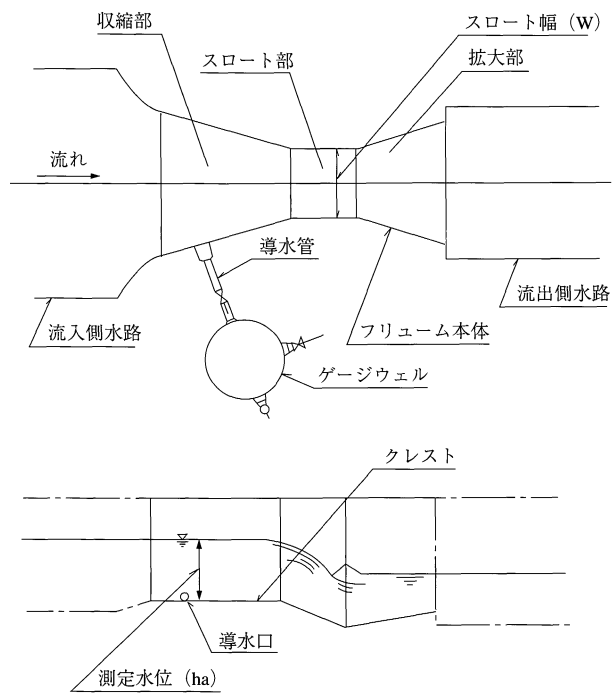 収縮部
スロート幅(W)
スロート部
拡大部
流れ
導水管
流入側水路
流出側水路
フリューム本体
ゲージウェル
クレスト
導水口
測定水位(ha)